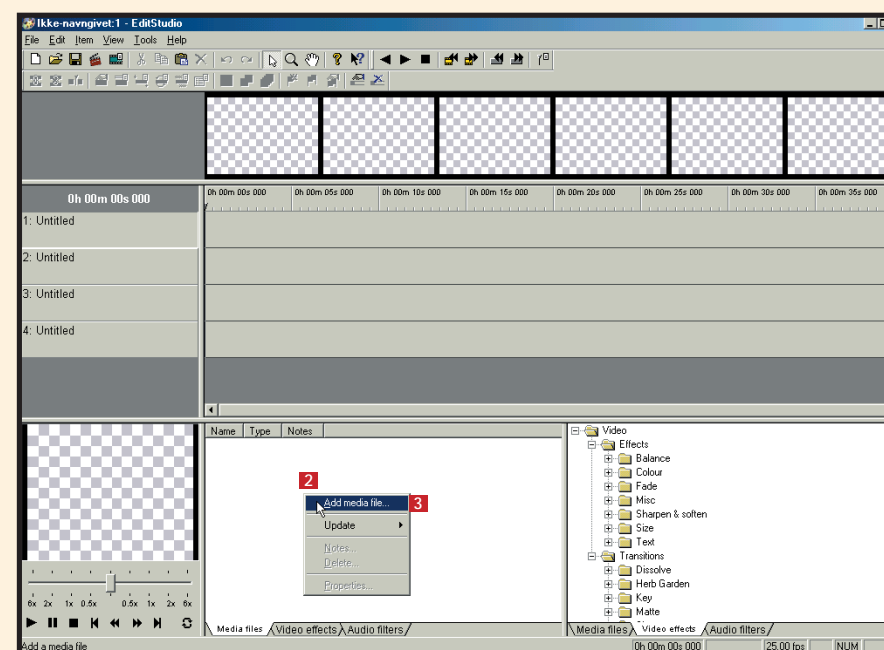 Ikke-navngivet:1 - EditStudio
File Edit Item View Tools Help
0h 00m 00s 000
0h 00m 00s 000 0h 00m 05s 000 0h 00m 10s 000 0h 00m 15s 000 0h 00m 20s 000 0h 00m 25s 000 0h 00m 30s 000 0h 00m 35s 000
1: Untitled
2: Untitled
3: Untitled
4: Untitled
Name Type Notes
2
Add media file...
3
Update
Notes...
Delete...
Properties...
Video
Effects
Balance
Colour
Fade
Misc
Sharpen & soften
Size
Text
Transitions
Dissolve
Herb Garden
Key
Matte
6x 2x 1x 0.5x 0.5x 1x 2x 6x
Media files Video effects Audio filters
Media files Video effects Audio filters
Add a media file
0h 00m 00s 000 25.00 fps NUM